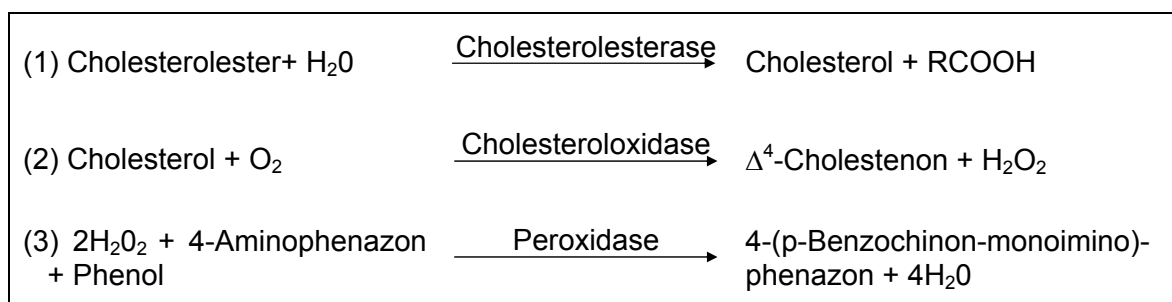 (1) Cholesterolester+ H₂0 Cholesterolesterase Cholesterol + RCOOH
(2) Cholesterol + O₂ Cholesteroloxidase Δ⁴-Cholestenon + H₂O₂
(3) 2H₂0₂ + 4-Aminophenazon Peroxidase 4-(p-Benzochinon-monoimino)-
+ Phenol phenazon + 4H₂0